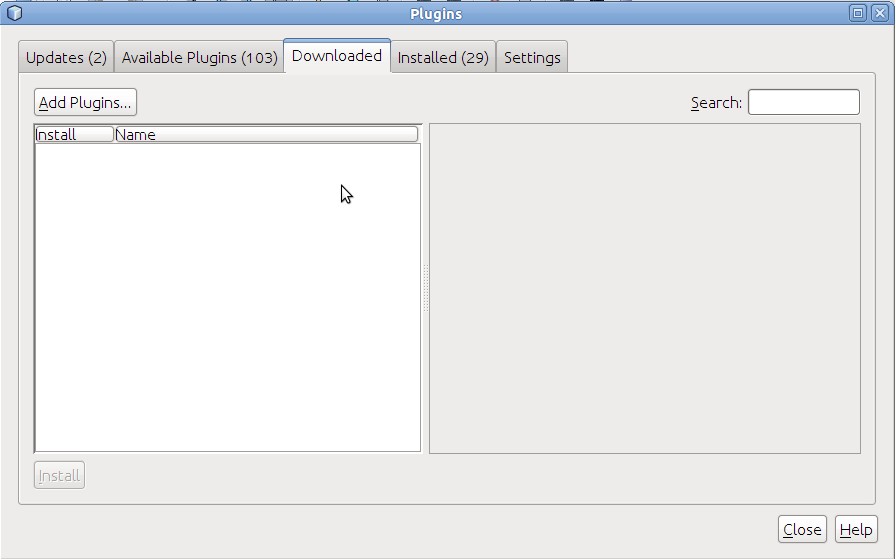 Plugins
Updates (2) Available Plugins (103) Downloaded Installed (29) Settings
Add Plugins... Search:
Install Name
Install
Close Help